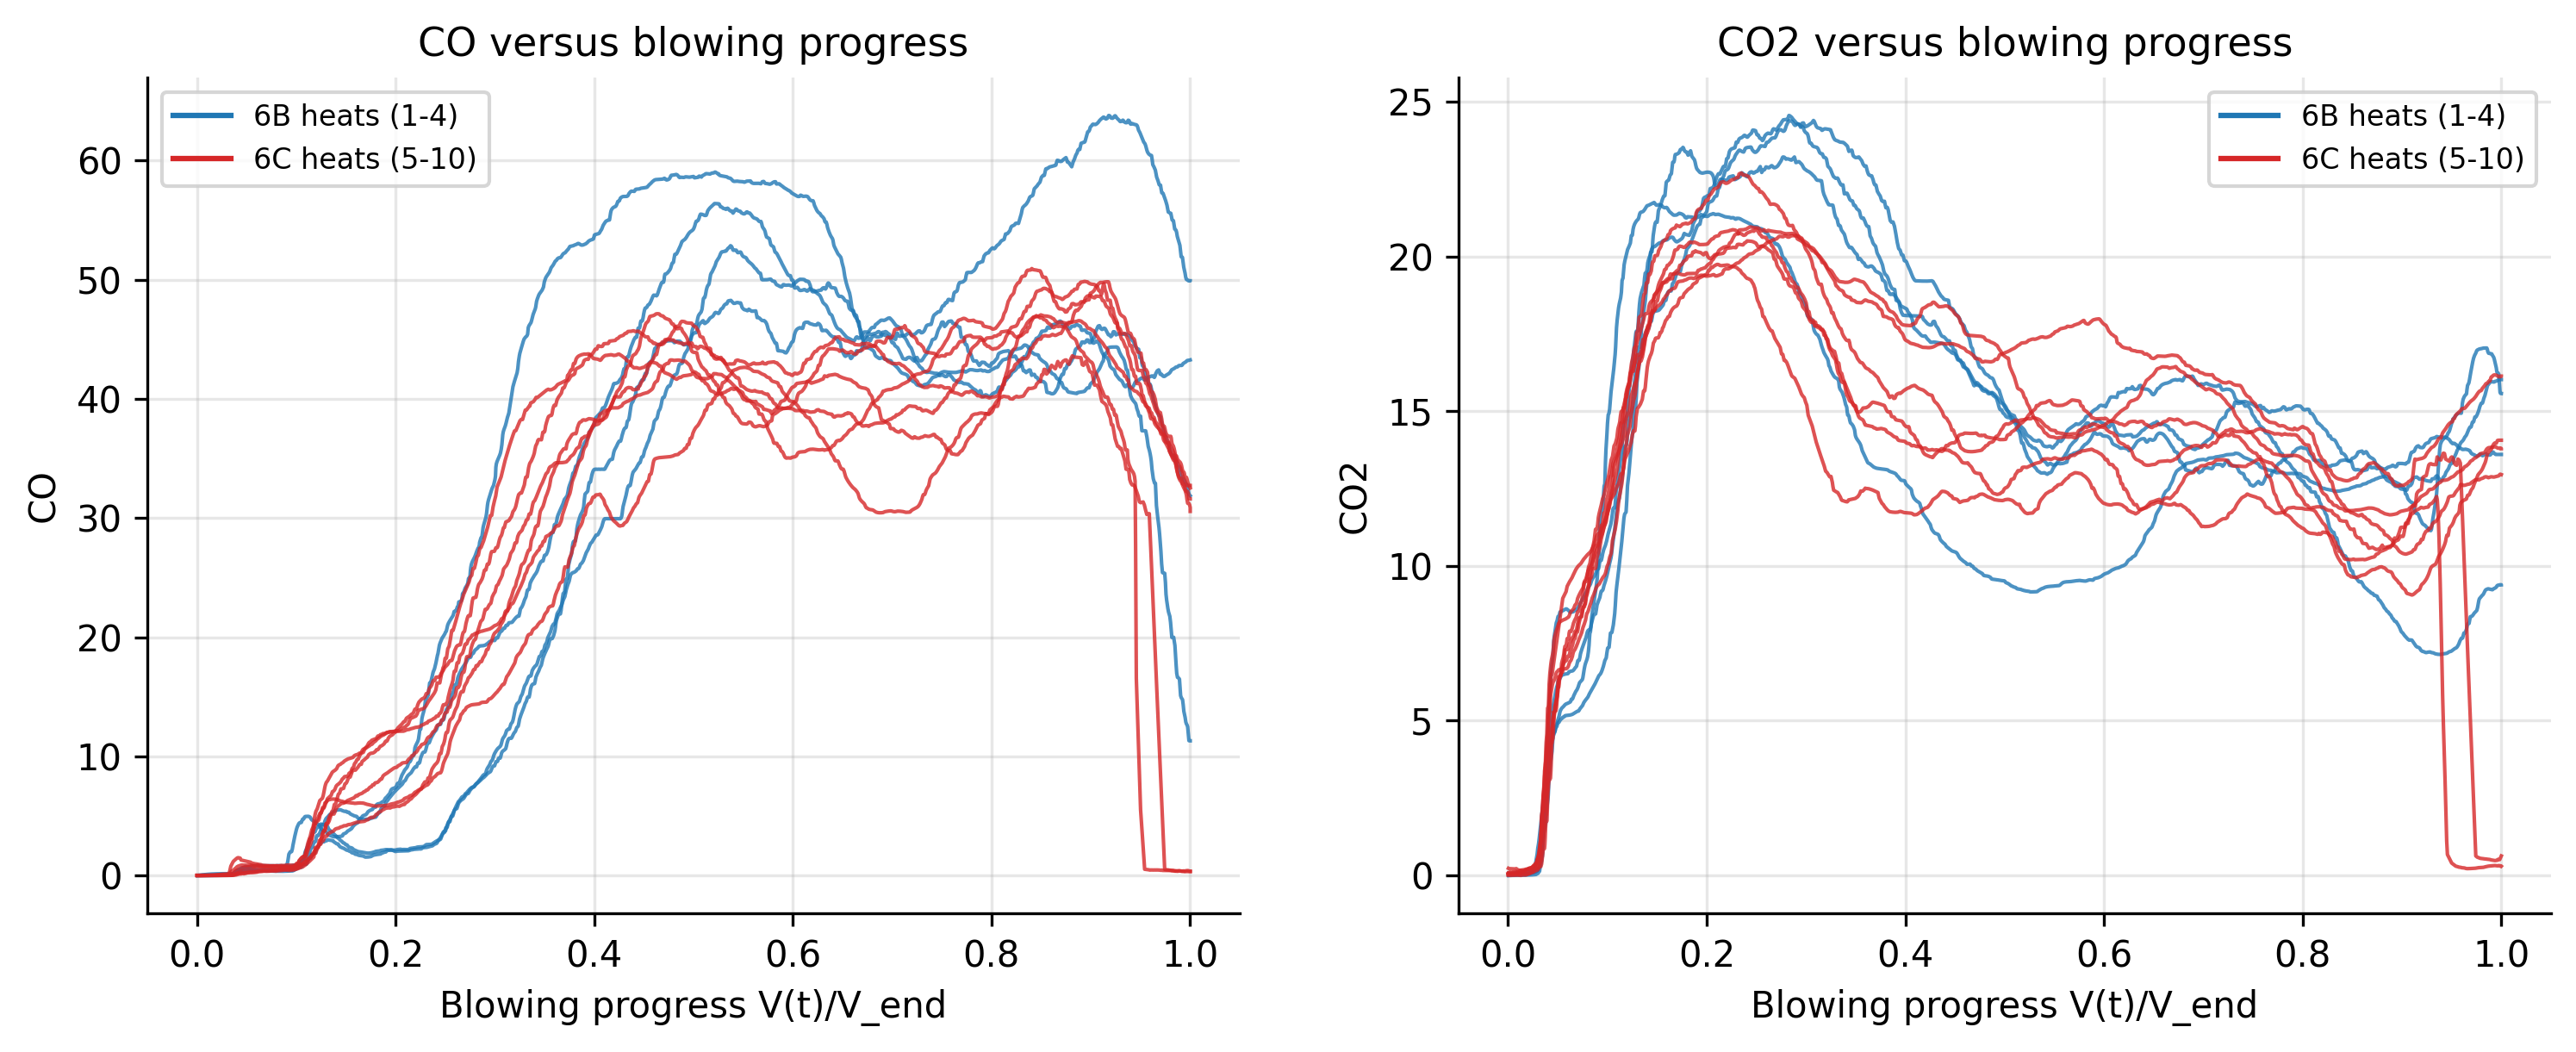 CO versus blowing progress
6B heats (1-4)
6C heats (5-10)
CO
60
50
40
30
20
10
0
0.0 0.2 0.4 0.6 0.8 1.0
Blowing progress V(t)/V_end
CO2 versus blowing progress
6B heats (1-4)
6C heats (5-10)
CO2
25
20
15
10
5
0
0.0 0.2 0.4 0.6 0.8 1.0
Blowing progress V(t)/V_end